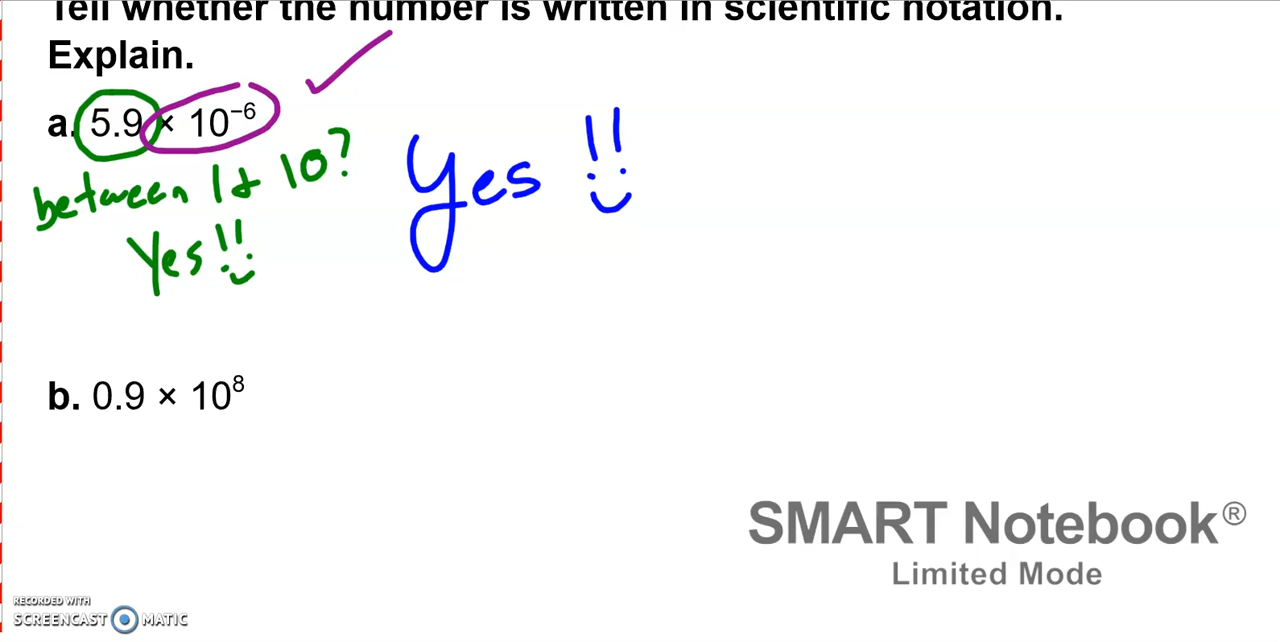 Tell whether the number is written in scientific notation.
Explain.
a. 5.9 × 10⁻⁶
between 1 & 10?
Yes!!
Yes !!
b. 0.9 × 10⁸
SMART Notebook®
Limited Mode
RECORDED WITH
SCREENCAST MATIC